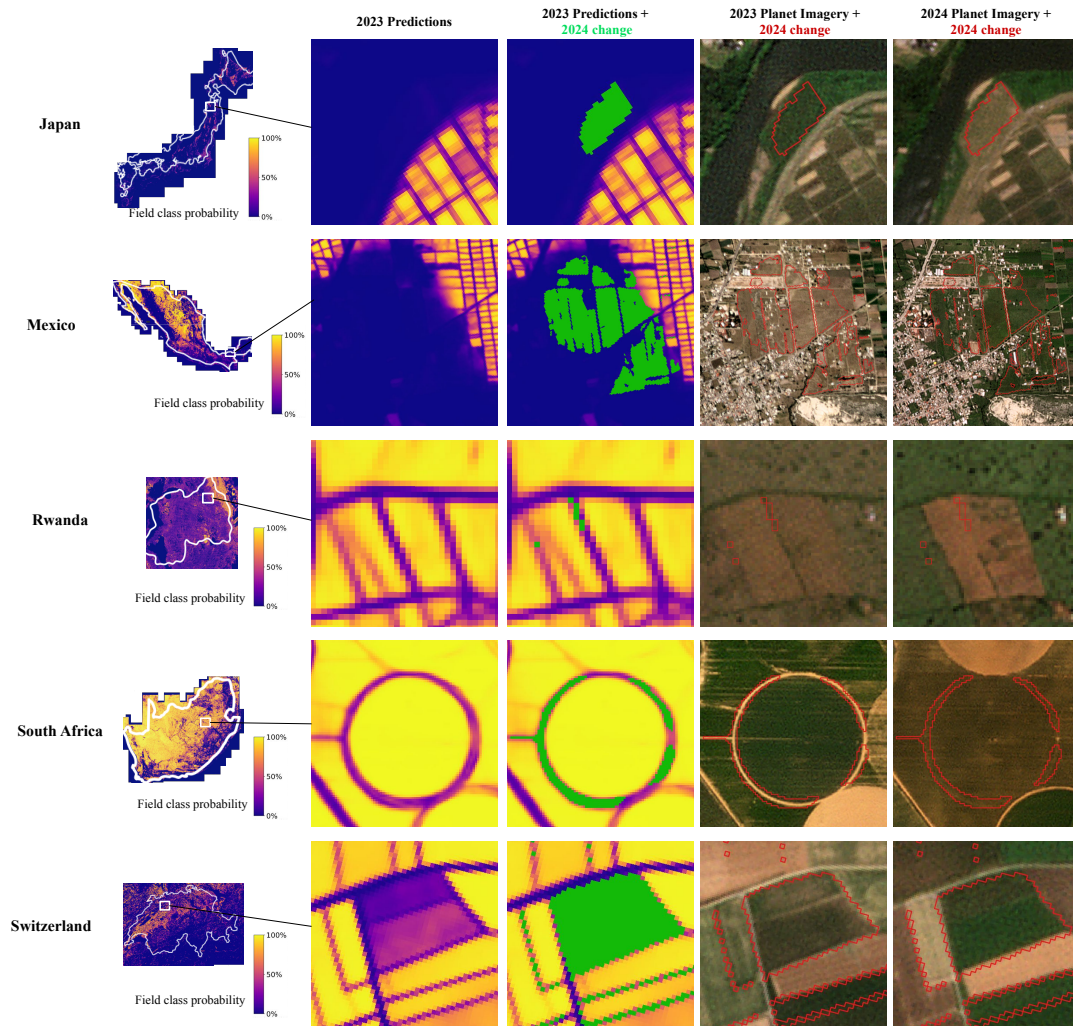 2023 Predictions
2023 Predictions +
2024 change
2023 Planet Imagery +
2024 change
2024 Planet Imagery +
2024 change
Japan
100%
50%
0%
Field class probability
Mexico
100%
50%
0%
Field class probability
Rwanda
100%
50%
0%
Field class probability
South Africa
100%
50%
0%
Field class probability
Switzerland
100%
50%
0%
Field class probability